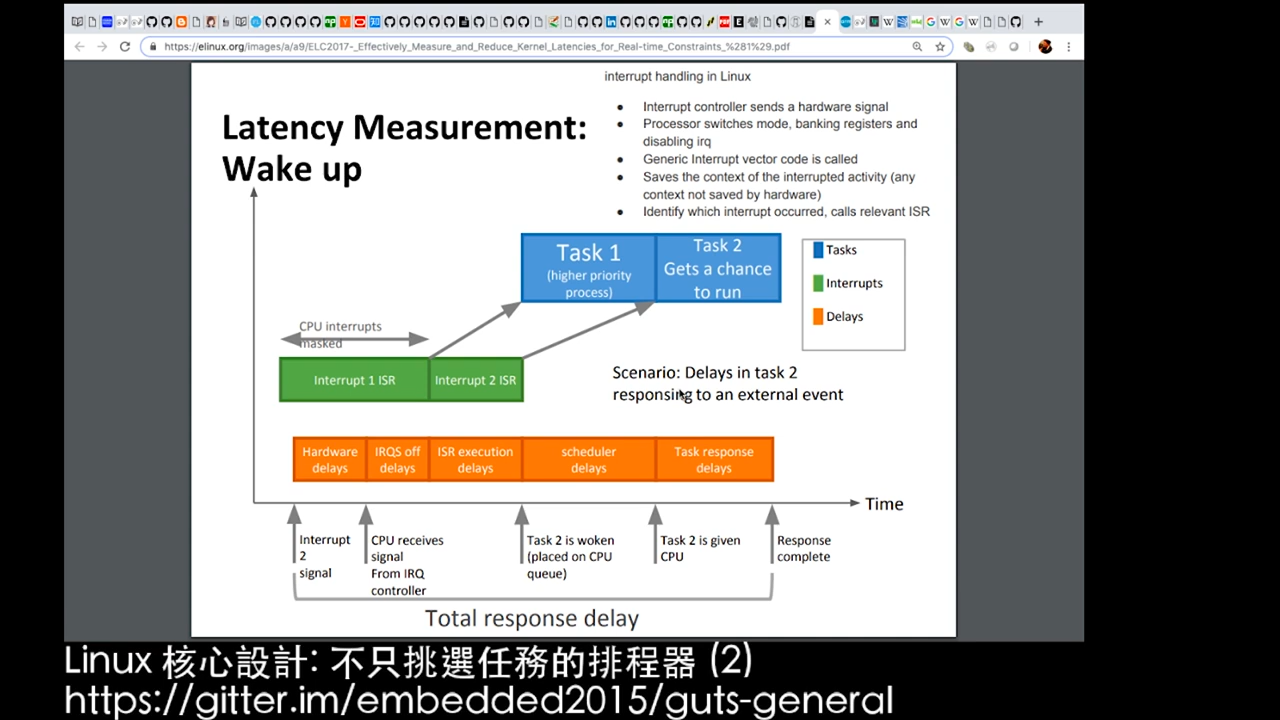 https://elinux.org/images/a/a9/ELC2017-_Effectively_Measure_and_Reduce_Kernel_Latencies_for_Real-time_Constraints_%281%29.pdf
interrupt handling in Linux
Latency Measurement:
Wake up
● Interrupt controller sends a hardware signal
● Processor switches mode, banking registers and
disabling irq
● Generic Interrupt vector code is called
● Saves the context of the interrupted activity (any
context not saved by hardware)
● Identify which interrupt occurred, calls relevant ISR
Task 1
(higher priority
process)
Task 2
Gets a chance
to run
Tasks
Interrupts
Delays
CPU interrupts
masked
Interrupt 1 ISR
Interrupt 2 ISR
Scenario: Delays in task 2
responsing to an external event
Hardware
delays
IRQS off
delays
ISR execution
delays
scheduler
delays
Task response
delays
Time
Interrupt
2
signal
CPU receives
signal
From IRQ
controller
Task 2 is woken
(placed on CPU
queue)
Task 2 is given
CPU
Response
complete
Total response delay
Linux 核心設計: 不只挑選任務的排程器 (2)
https://gitter.im/embedded2015/guts-general